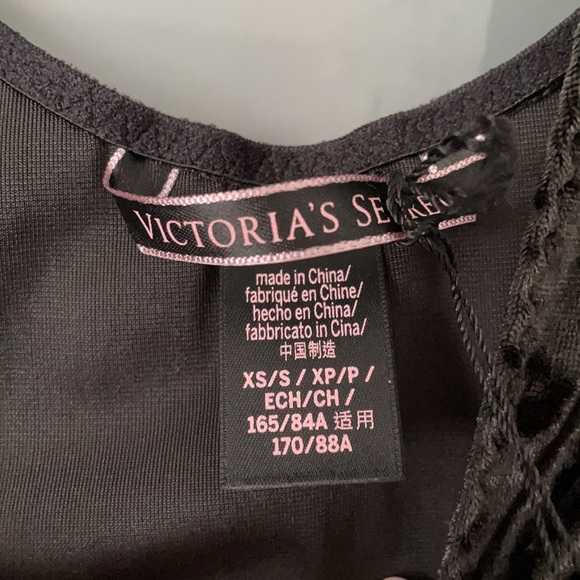 VICTORIA'S SECRET
made in China/
fabriqué en Chine/
hecho en China/
fabbricato in Cina/
中国制造
XS/S / XP/P /
ECH/CH /
165/84A 适用
170/88A